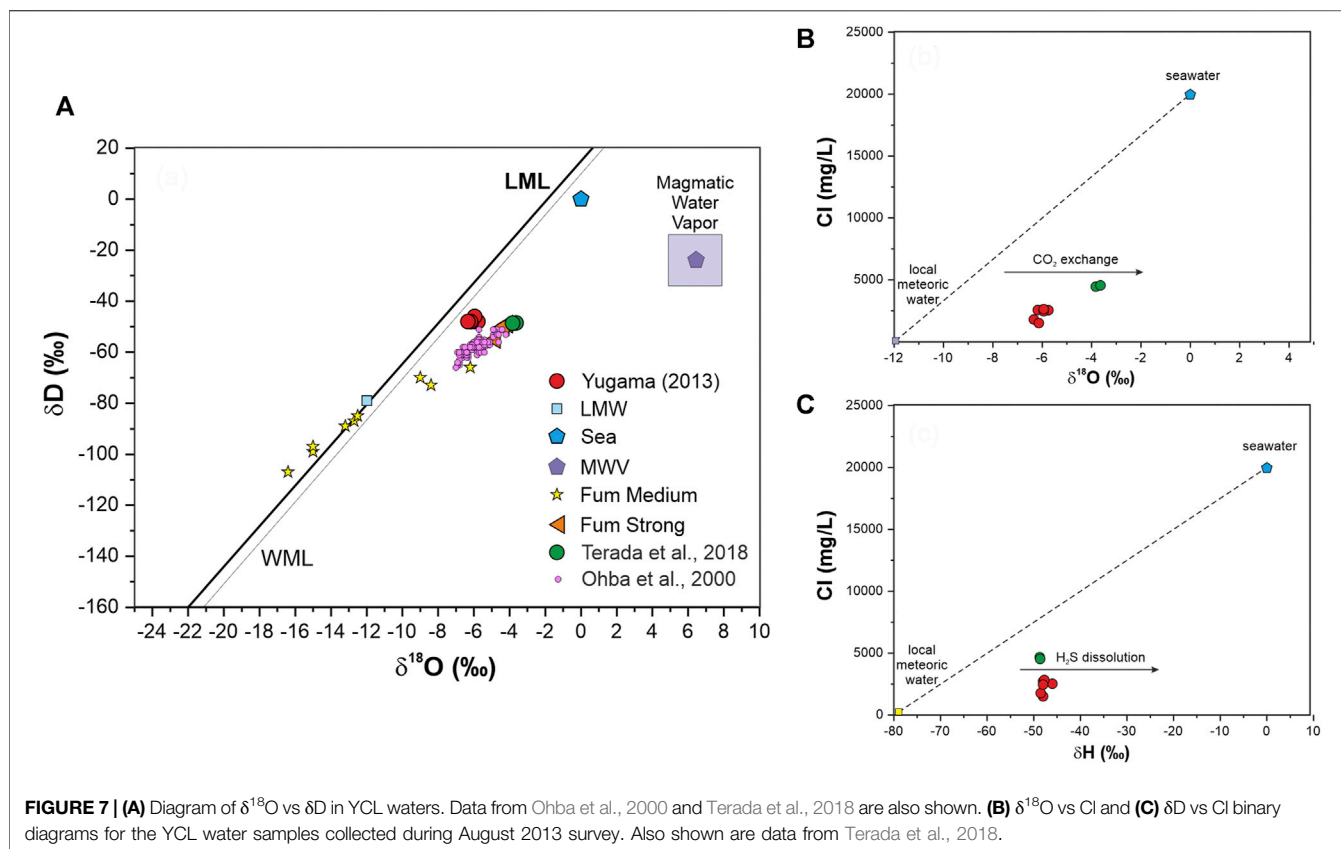 A
(a)
20
0
-20
-40
-60
-80
-100
-120
-140
-160
δD (‰)
LML
WML
Magmatic
Water
Vapor
Yugama (2013)
LMW
Sea
MWV
Fum Medium
Fum Strong
Terada et al., 2018
Ohba et al., 2000
-24 -22 -20 -18 -16 -14 -12 -10 -8 -6 -4 -2 0 2 4 6 8 10
δ¹⁸O (‰)
B
(b)
25000
20000
15000
10000
5000
Cl (mg/L)
seawater
CO₂ exchange
local
meteoric
water
-12 -10 -8 -6 -4 -2 0 2 4
δ¹⁸O (‰)
C
(c)
25000
20000
15000
10000
5000
0
Cl (mg/L)
seawater
H₂S dissolution
local
meteoric
water
-80 -70 -60 -50 -40 -30 -20 -10 0 10
δH (‰)
FIGURE 7 | (A) Diagram of δ¹⁸O vs δD in YCL waters. Data from Ohba et al., 2000 and Terada et al., 2018 are also shown. (B) δ¹⁸O vs Cl and (C) δD vs Cl binary
diagrams for the YCL water samples collected during August 2013 survey. Also shown are data from Terada et al., 2018.